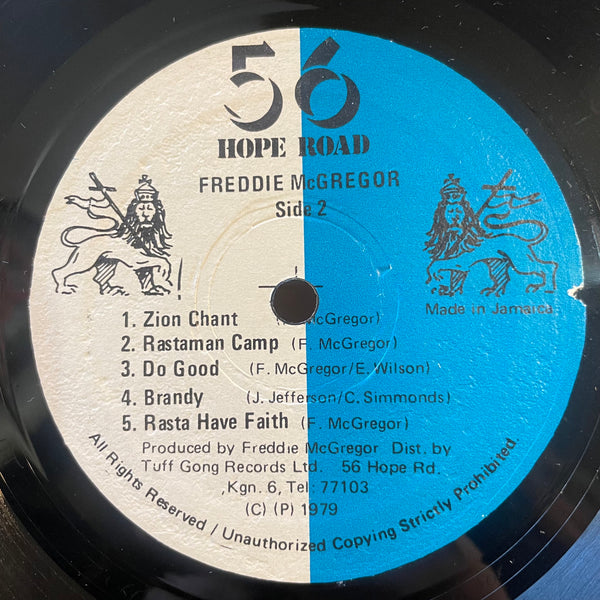 56
HOPE ROAD
FREDDIE McGREGOR
Side 2
Made in Jamaica
1. Zion Chant McGregor)
2. Rastaman Camp (F. McGregor)
3. Do Good (F. McGregor/E. Wilson)
4. Brandy (J. Jefferson/C. Simmonds)
5. Rasta Have Faith (F. McGregor)
Produced by Freddie McGregor Dist. by
Tuff Gong Records Ltd. 56 Hope Rd.
,Kgn. 6, Tel: 77103
(C) (P) 1979
All Rights Reserved / Unauthorized Copying Strictly Prohibited.